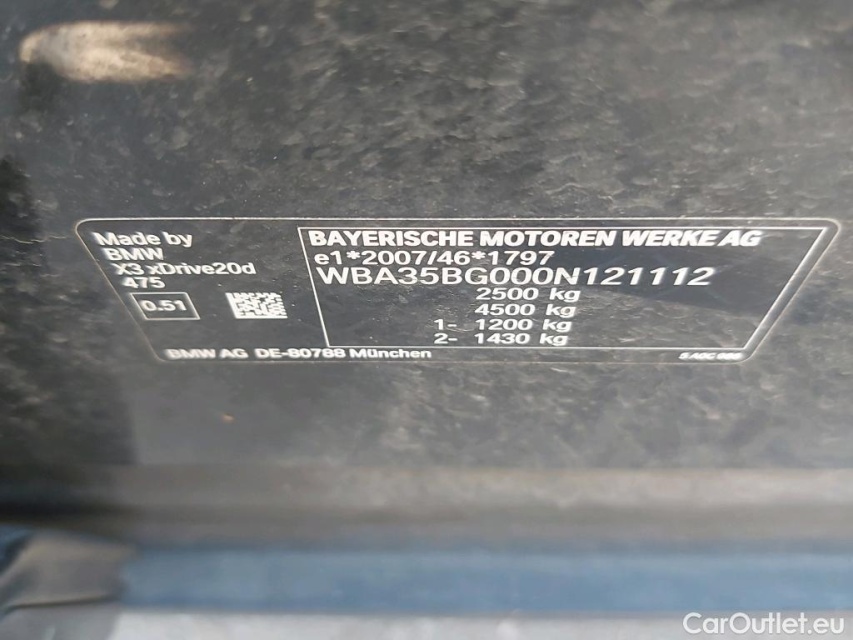 Made by
BMW
X3 xDrive20d
475
0.51
BAYERISCHE MOTOREN WERKE AG
e1*2007/46*1797
WBA35BG000N121112
2500 kg
4500 kg
1- 1200 kg
2- 1430 kg
BMW AG DE-80788 München
CarOutlet.eu